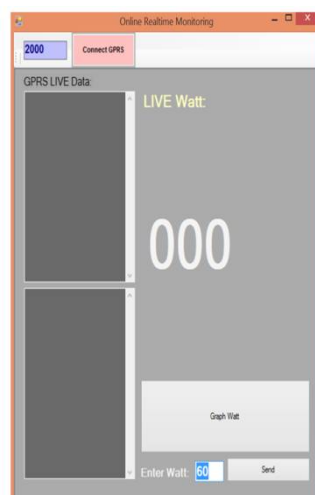 Online Realtime Monitoring
2000 Connect GPRS
GPRS LIVE Data:
LIVE Watt:
000
Graph Watt
Enter Watt: 60 Send